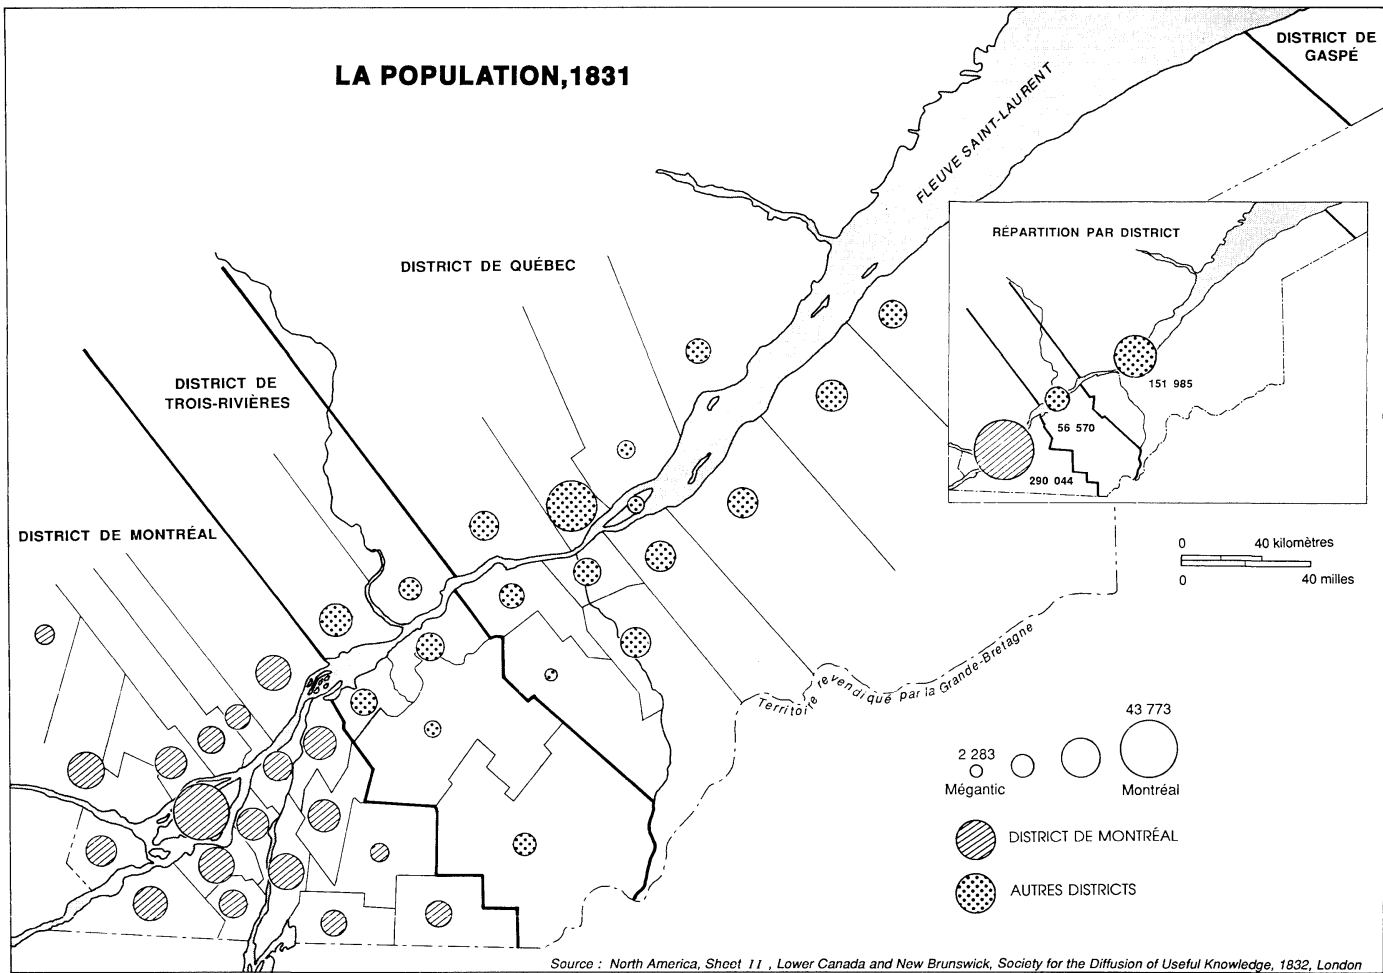 LA POPULATION,1831
DISTRICT DE
GASPÉ
FLEUVE SAINT-LAURENT
RÉPARTITION PAR DISTRICT
151 985
56 570
290 044
DISTRICT DE QUÉBEC
DISTRICT DE
TROIS-RIVIÈRES
DISTRICT DE MONTRÉAL
0 40 kilomètres
0 40 milles
Territoire revendiqué par la Grande-Bretagne
2 283
43 773
Mégantic
Montréal
DISTRICT DE MONTRÉAL
AUTRES DISTRICTS
Source : North America, Sheet II , Lower Canada and New Brunswick, Society for the Diffusion of Useful Knowledge, 1832, London